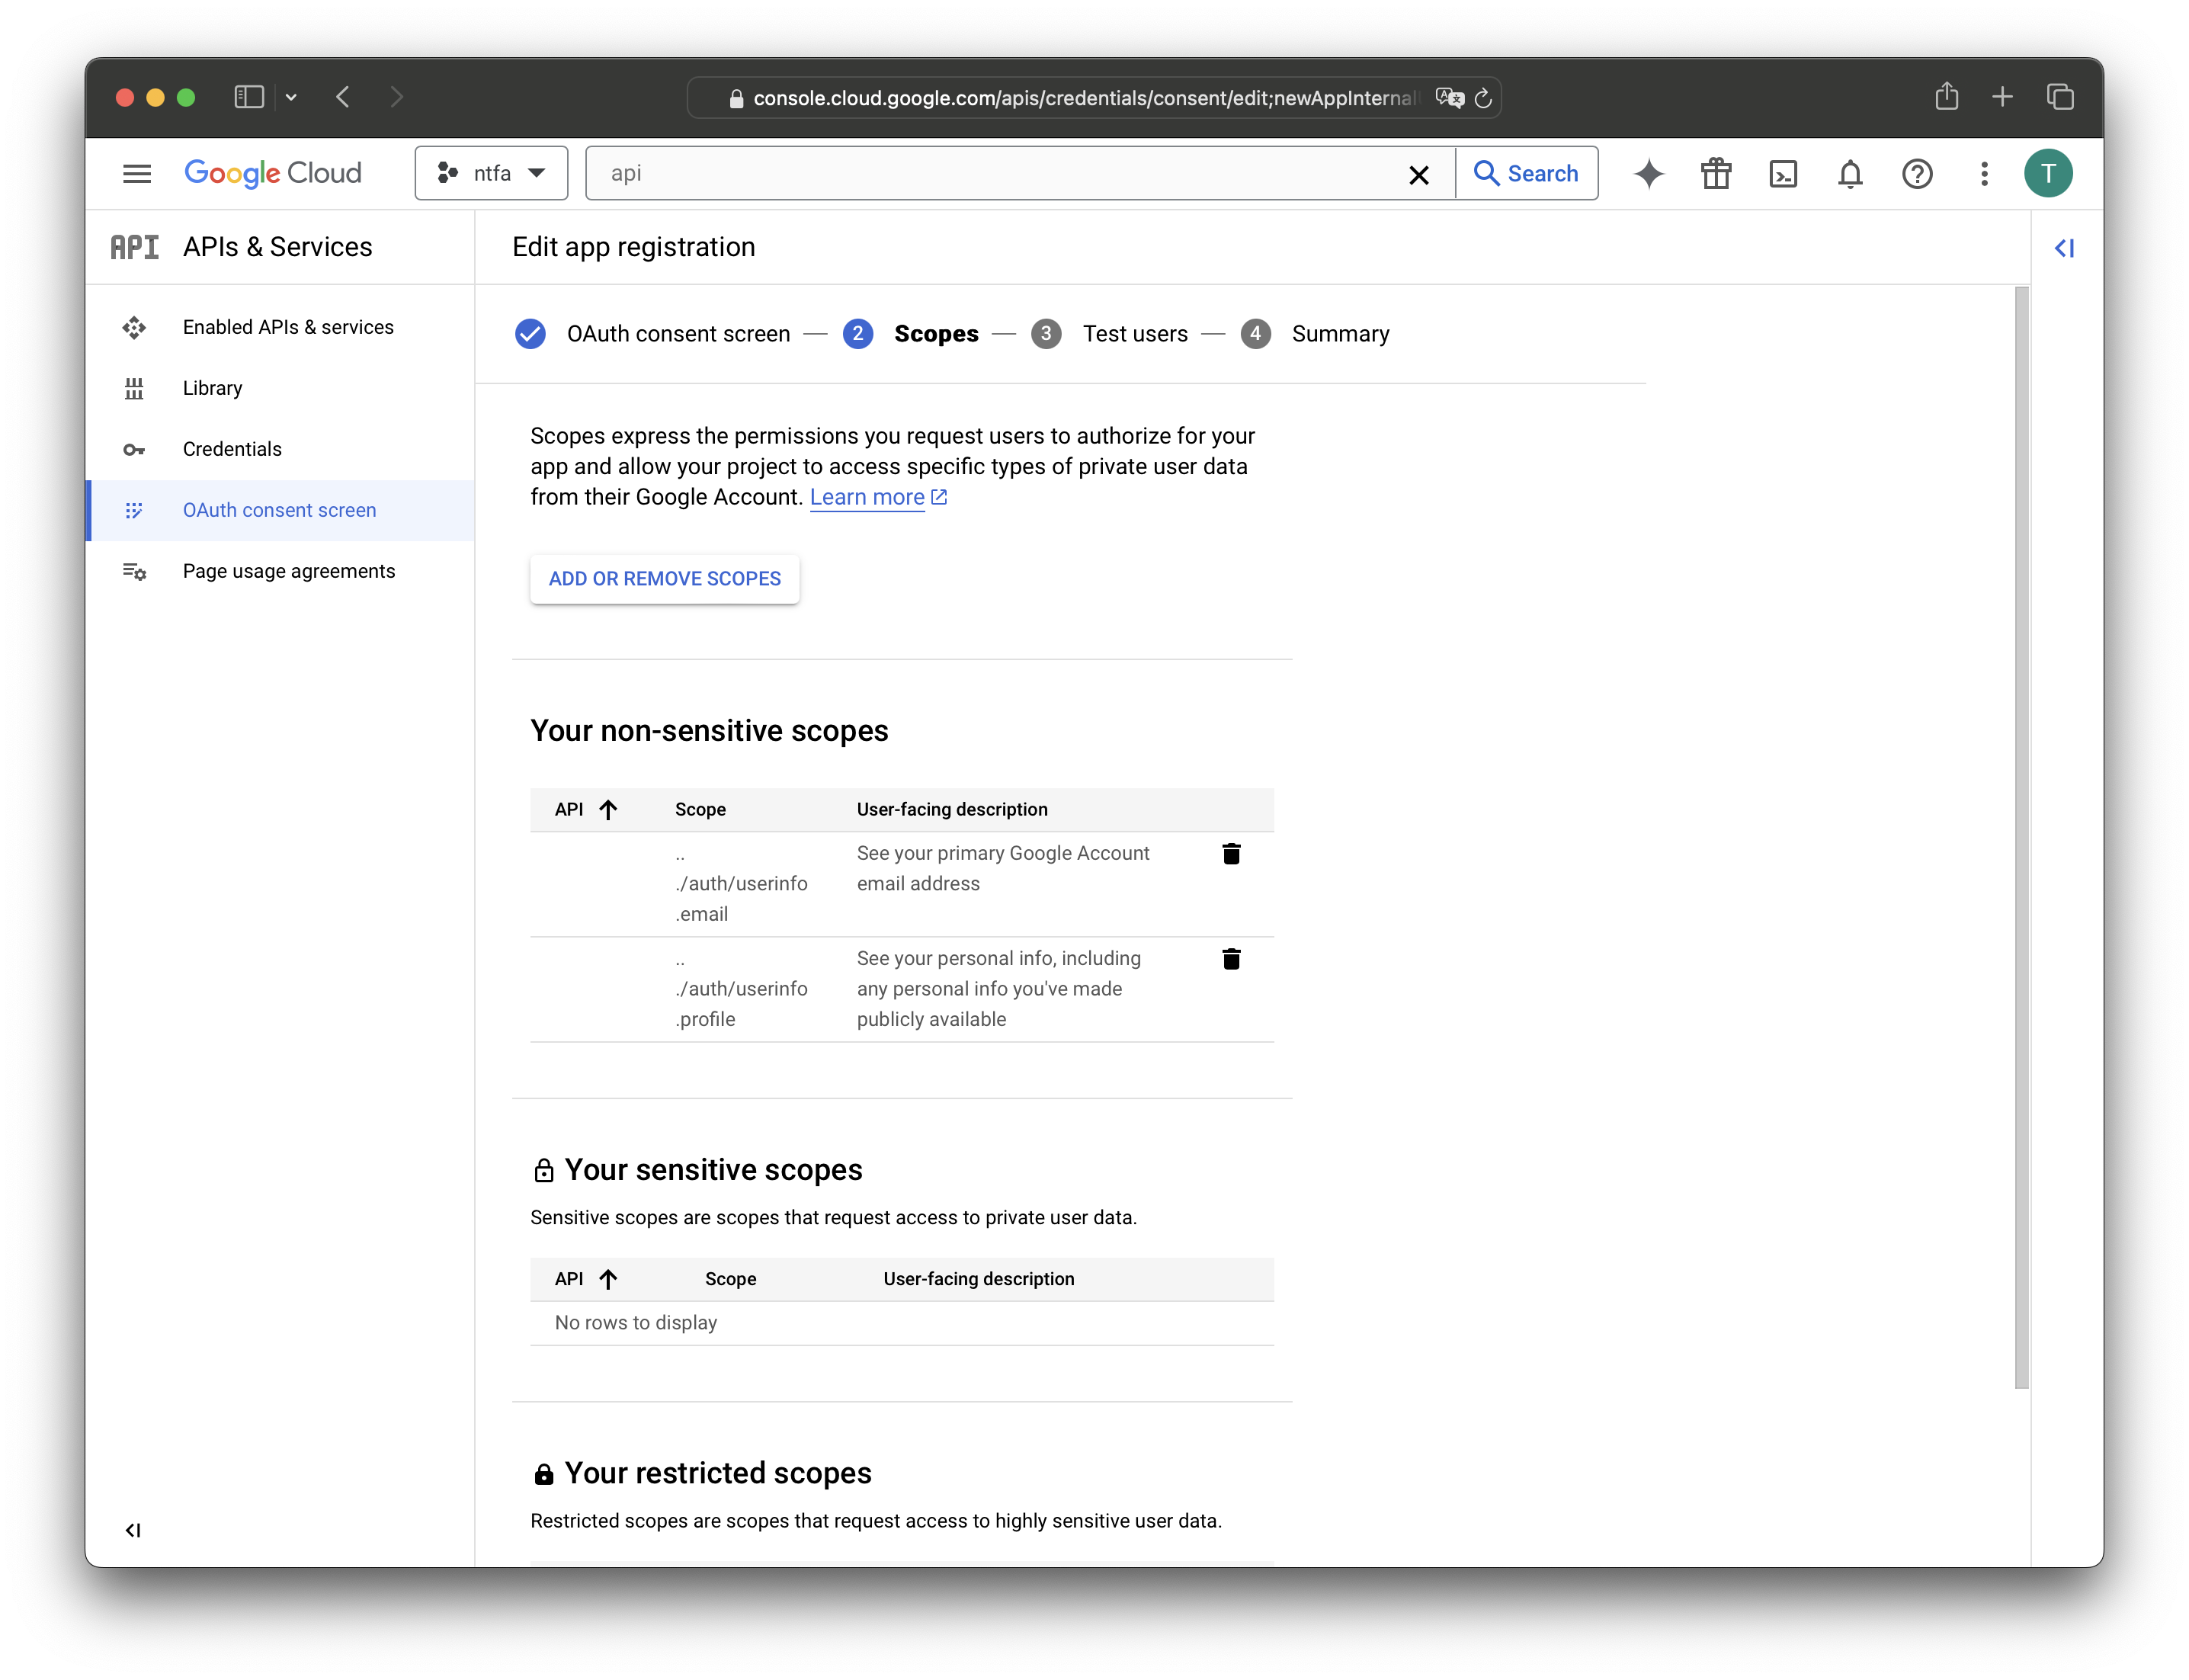 console.cloud.google.com/apis/credentials/consent/edit;newAppInternal
Google Cloud
ntfa
api
Search
T
API APIs & Services
Edit app registration
Enabled APIs & services
Library
Credentials
OAuth consent screen
Page usage agreements
OAuth consent screen — 2 Scopes — 3 Test users — 4 Summary
Scopes express the permissions you request users to authorize for your
app and allow your project to access specific types of private user data
from their Google Account. Learn more
ADD OR REMOVE SCOPES
Your non-sensitive scopes
API Scope User-facing description
.. See your primary Google Account
./auth/userinfo email address
.email
.. See your personal info, including
./auth/userinfo any personal info you've made
.profile publicly available
Your sensitive scopes
Sensitive scopes are scopes that request access to private user data.
API Scope User-facing description
No rows to display
Your restricted scopes
Restricted scopes are scopes that request access to highly sensitive user data.